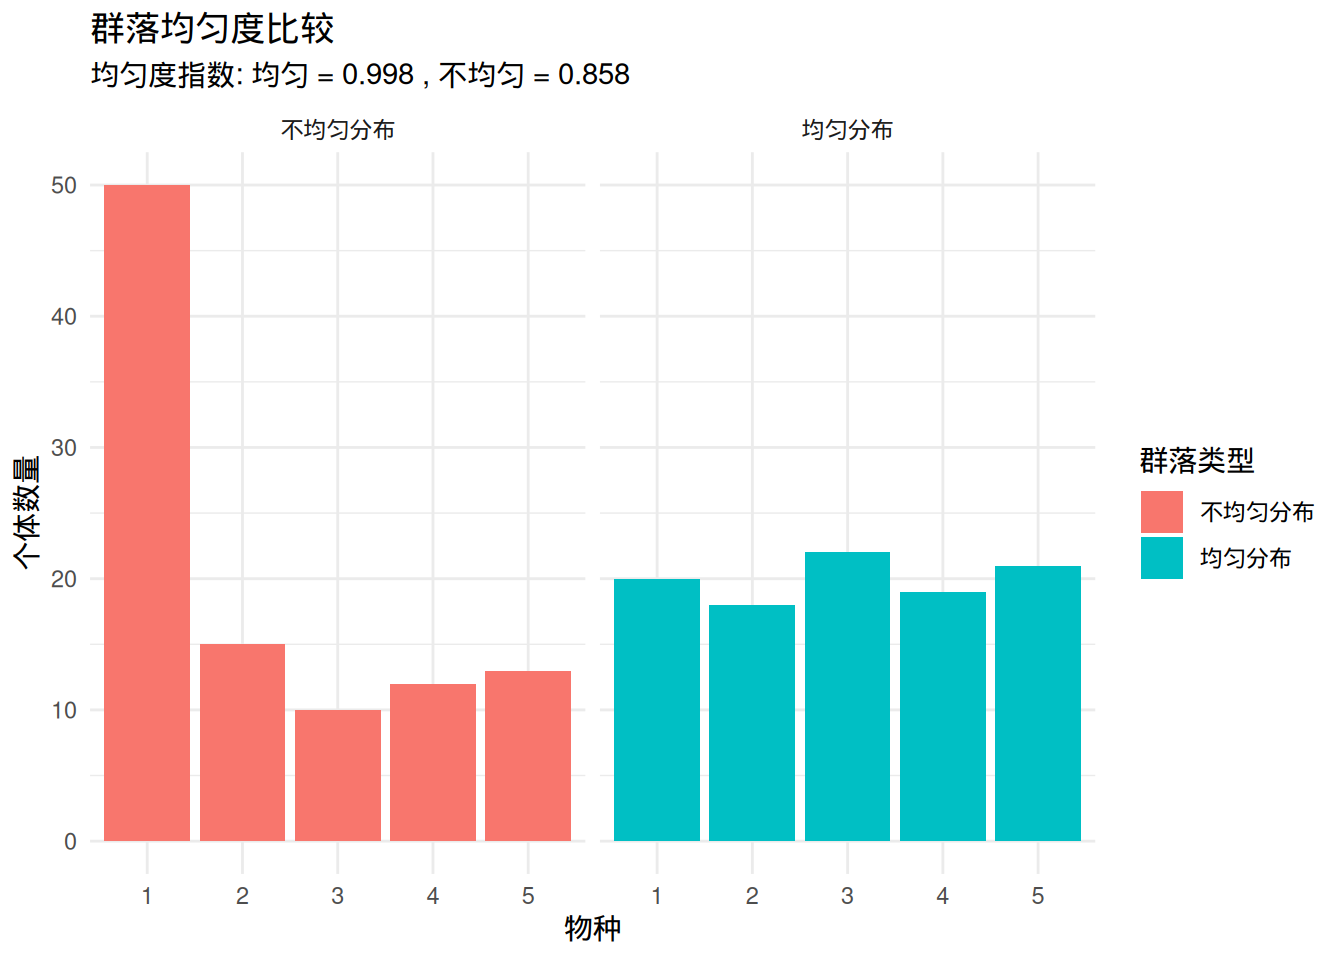 群落均匀度比较
均匀度指数: 均匀 = 0.998 , 不均匀 = 0.858
不均匀分布
均匀分布
50
40
30
20
10
0
个体数量
1 2 3 4 5
1 2 3 4 5
物种
群落类型
不均匀分布
均匀分布